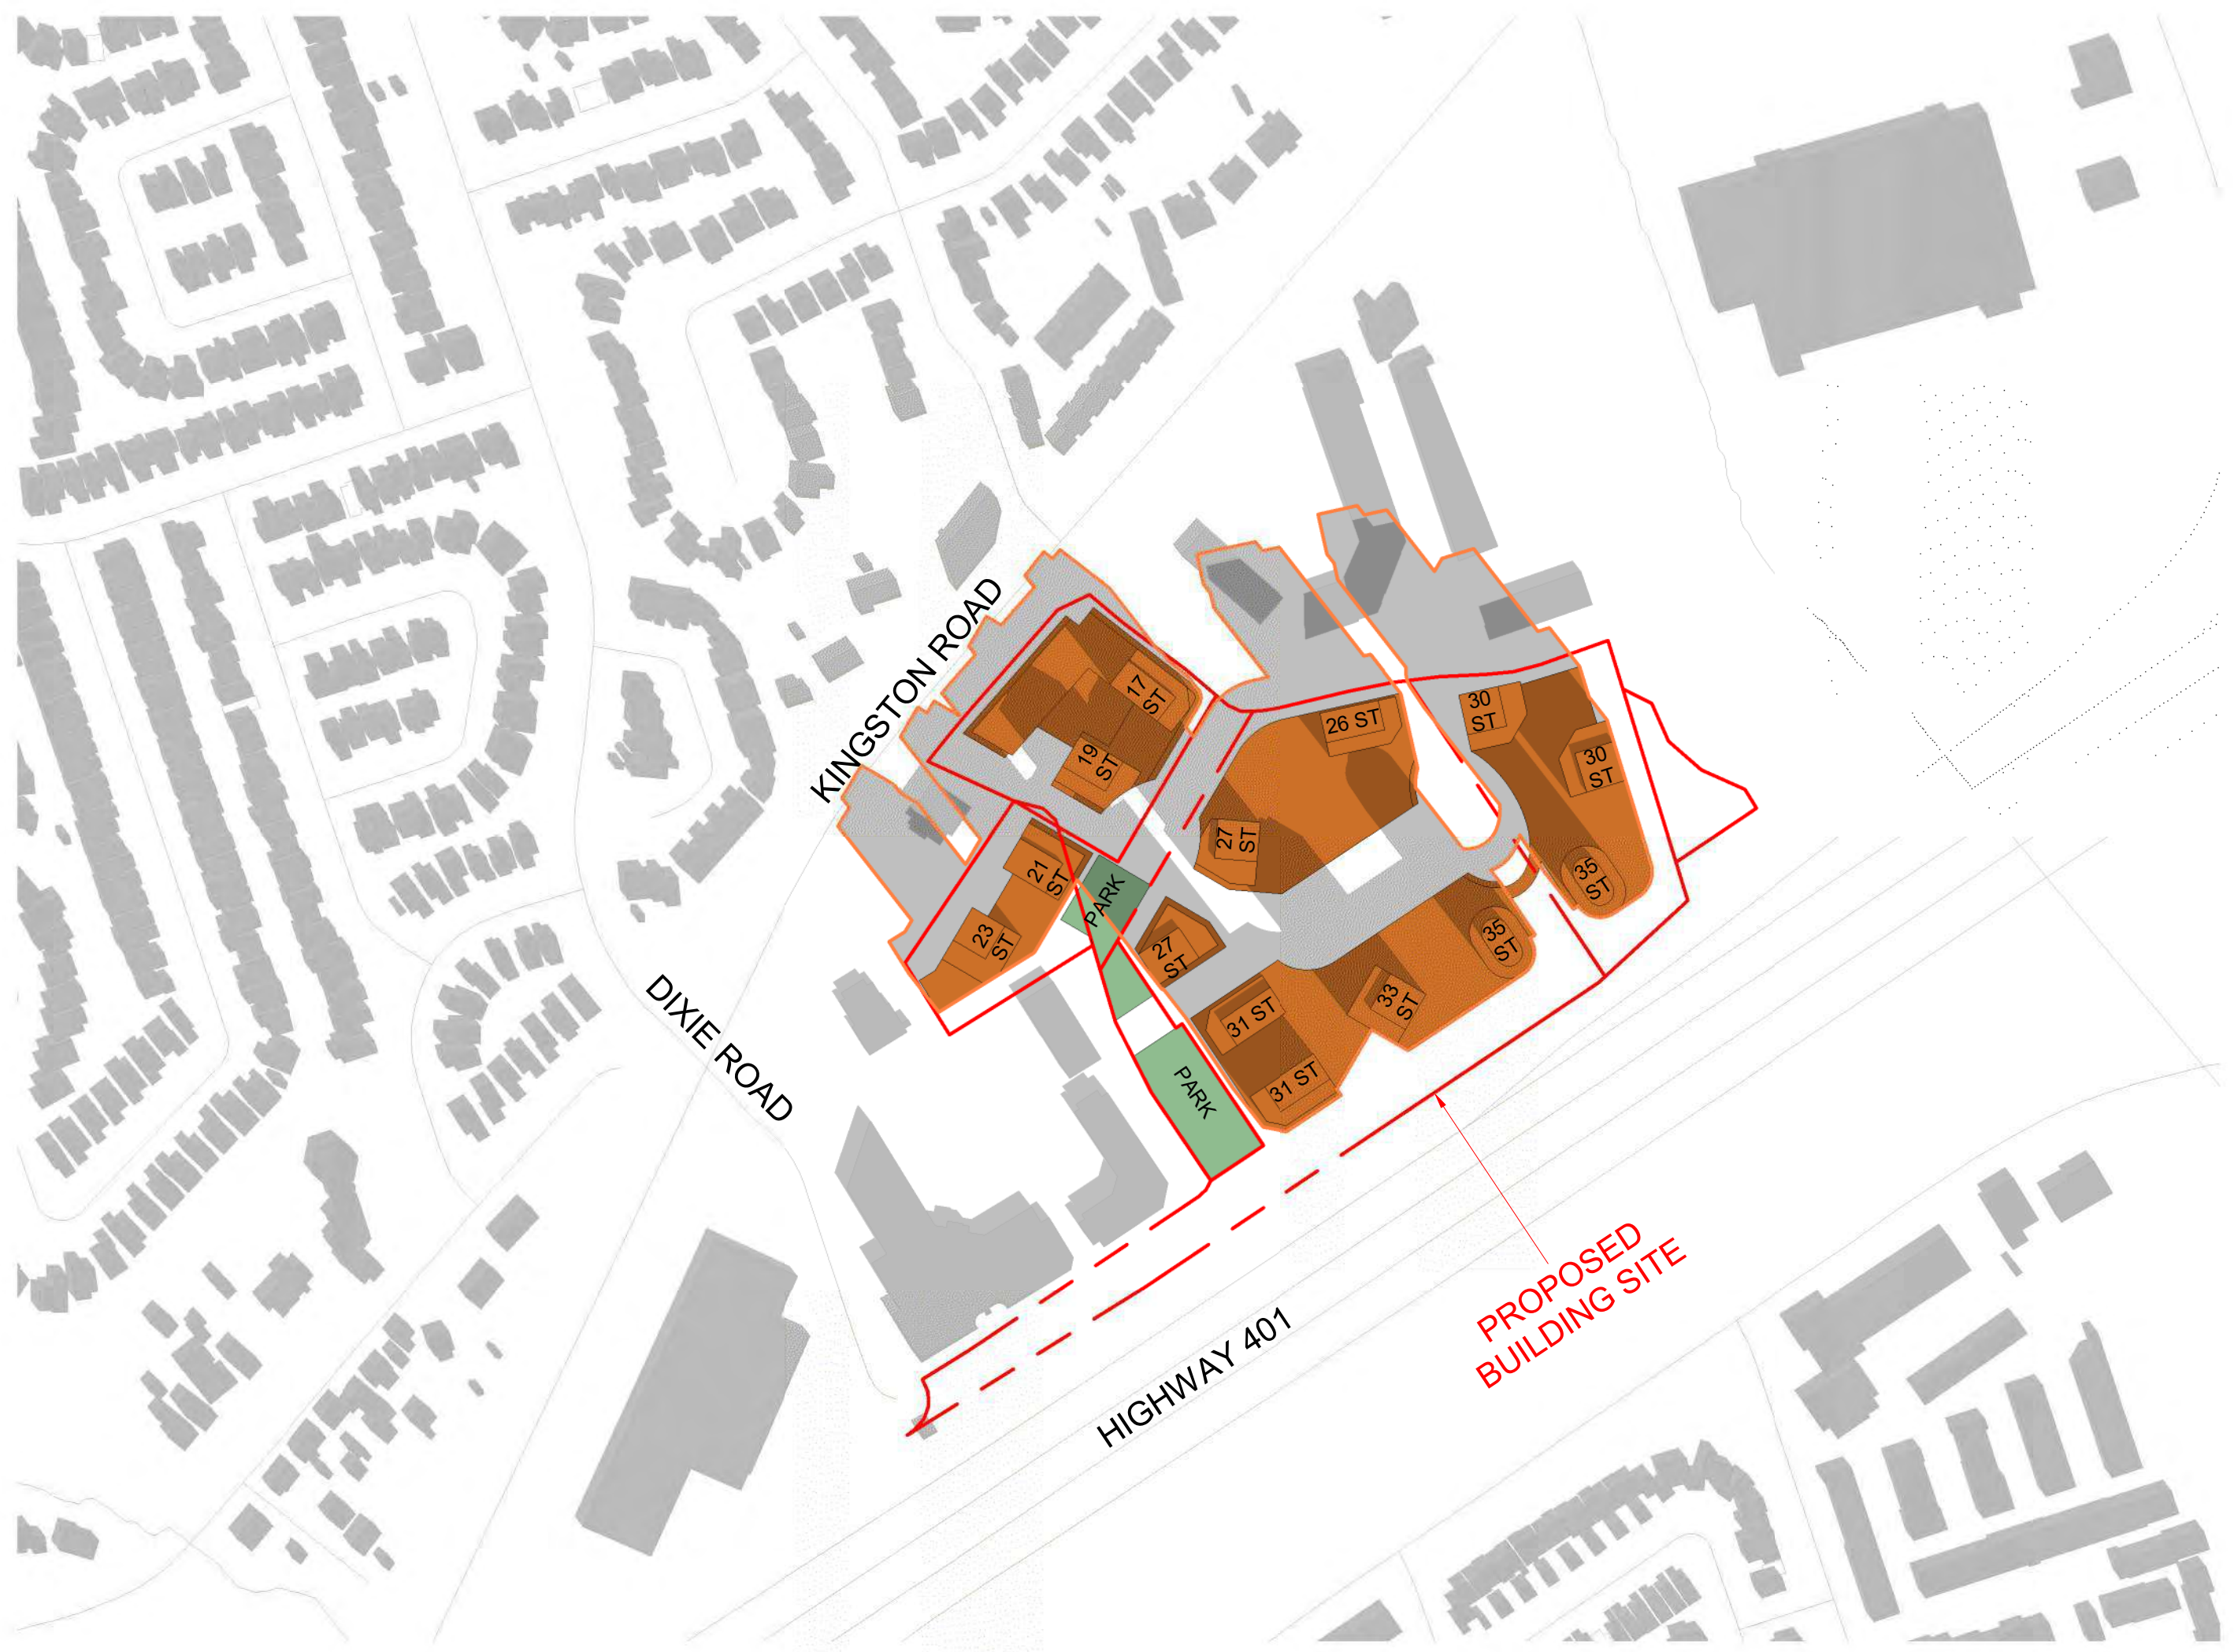 KINGSTON ROAD
17
ST
19
ST
26 ST
30
ST
30
ST
27
ST
21
ST
PARK
35
ST
23
ST
27
ST
35
ST
31 ST
33
ST
PARK
31 ST
DIXIE ROAD
HIGHWAY 401
PROPOSED
BUILDING SITE